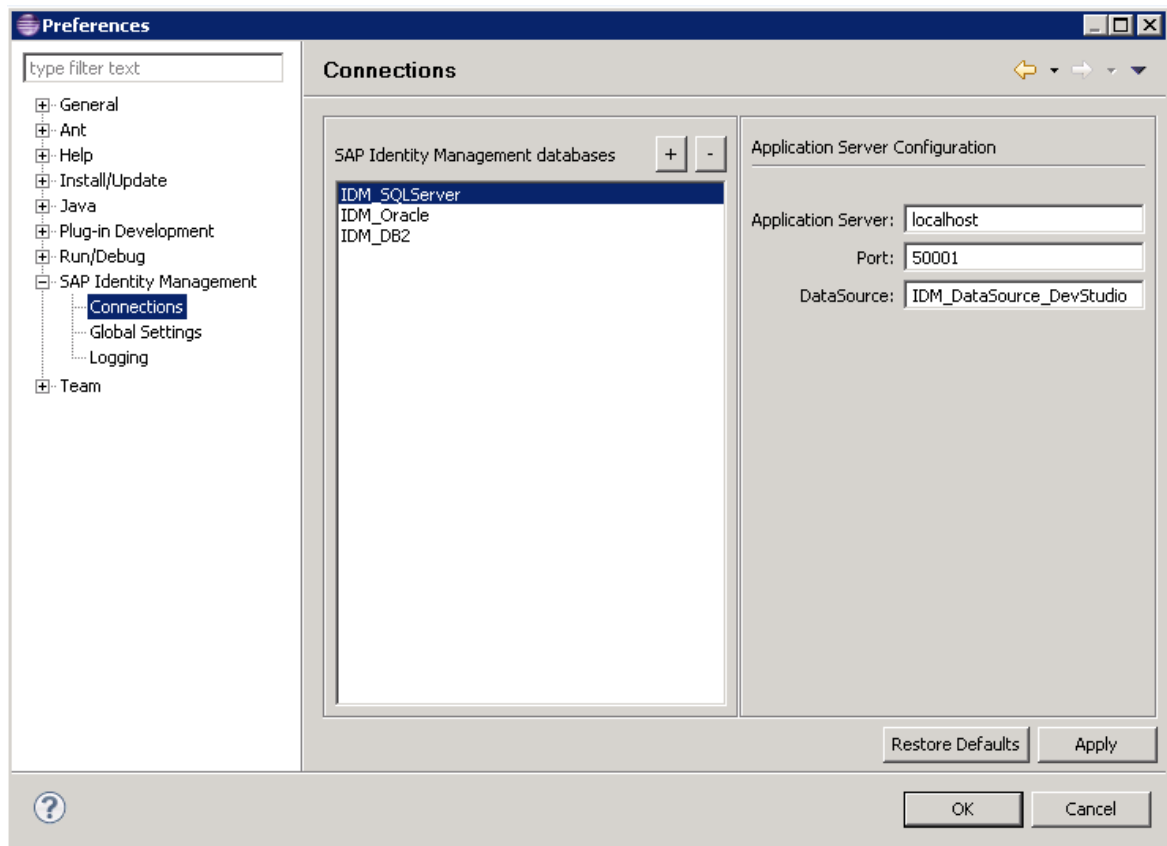 Preferences
type filter text
General
Ant
Help
Install/Update
Java
Plug-in Development
Run/Debug
SAP Identity Management
Connections
Global Settings
Logging
Team
Connections
SAP Identity Management databases + -
IDM_SQLServer
IDM_Oracle
IDM_DB2
Application Server Configuration
Application Server: localhost
Port: 50001
DataSource: IDM_DataSource_DevStudio
Restore Defaults Apply
? OK Cancel